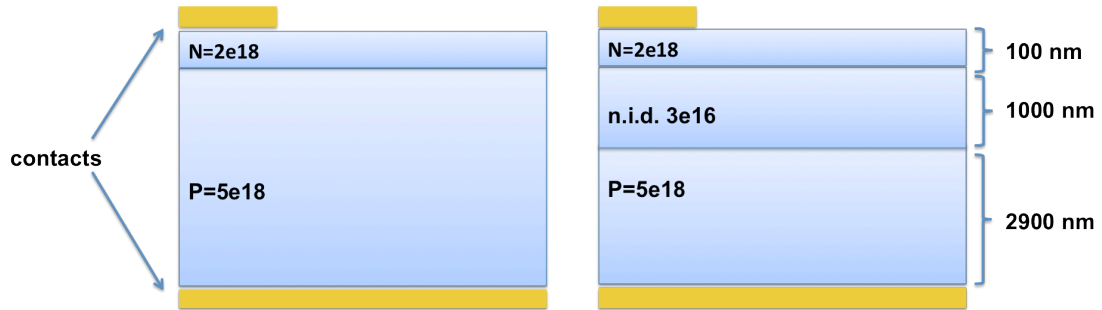 contacts
N=2e18
P=5e18
N=2e18
n.i.d. 3e16
P=5e18
100 nm
1000 nm
2900 nm